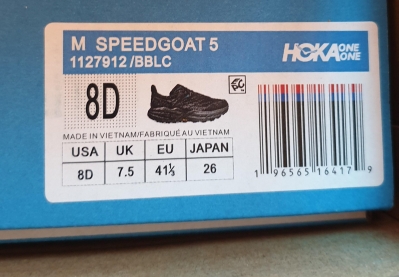 M SPEEDGOAT 5
1127912/BBLC
HOKA ONE ONE
8D
MADE IN VIETNAM/FABRIQUÉ AU VIETNAM
USA UK EU JAPAN
8D 7.5 41⅓ 26
1 96565 16417 9